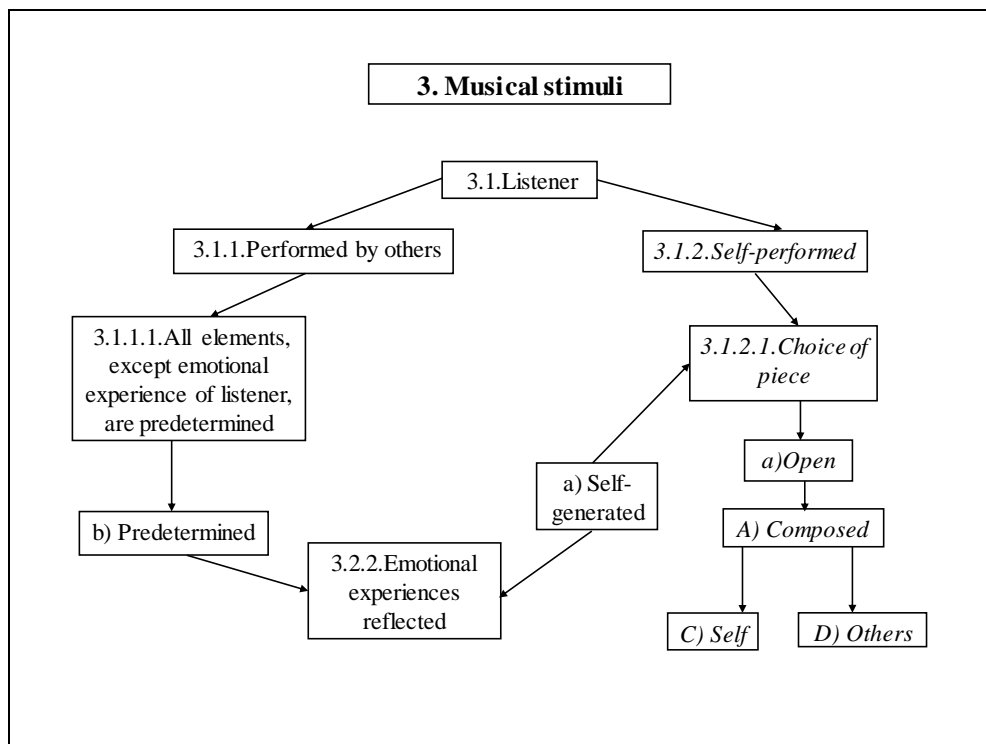 3. Musical stimuli
3.1.Listener
3.1.1.Performed by others
3.1.2.Self-performed
3.1.1.1.All elements,
except emotional
experience of listener,
are predetermined
3.1.2.1.Choice of
piece
a)Open
a) Self-
generated
b) Predetermined
A) Composed
3.2.2.Emotional
experiences
reflected
C) Self
D) Others